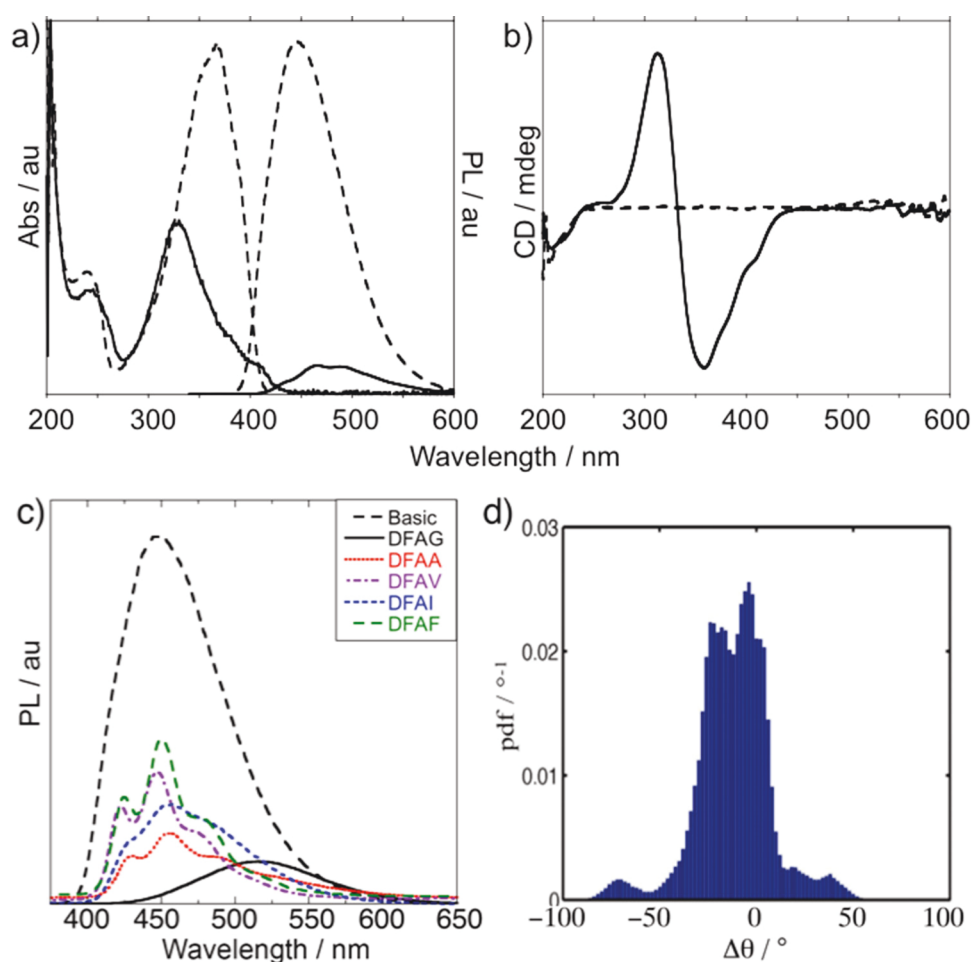 a)
Abs / au
PL / au
200 300 400 500 600
b)
CD / mdeg
200 300 400 500 600
Wavelength / nm
c)
PL / au
Basic
DFAG
DFAA
DFAV
DFAI
DFAF
400 450 500 550 600 650
Wavelength / nm
d)
0.03
0.02
0.01
0
pdf / °⁻¹
−100 −50 0 50 100
Δθ / °